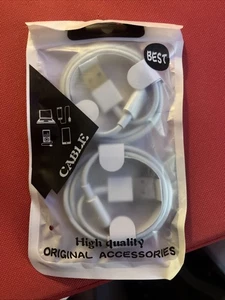 BEST
CABLE
High quality
ORIGINAL ACCESSORIES